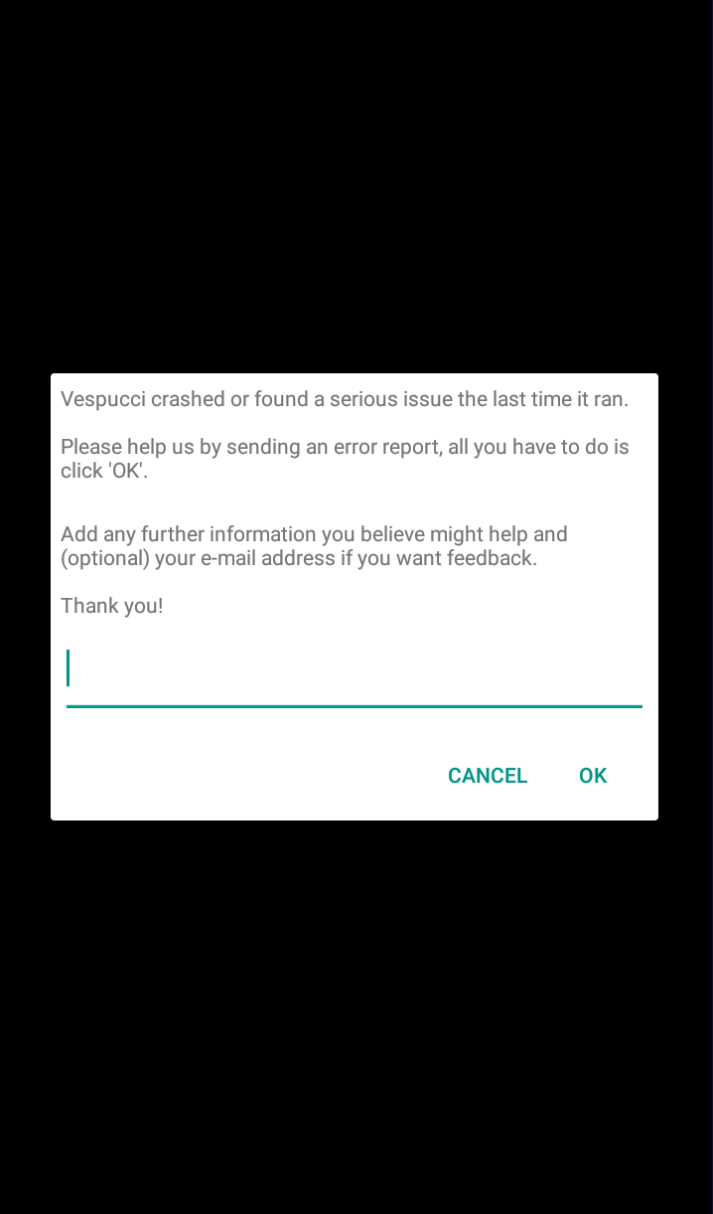 Vespucci crashed or found a serious issue the last time it ran.
Please help us by sending an error report, all you have to do is
click 'OK'.
Add any further information you believe might help and
(optional) your e-mail address if you want feedback.
Thank you!
CANCEL OK